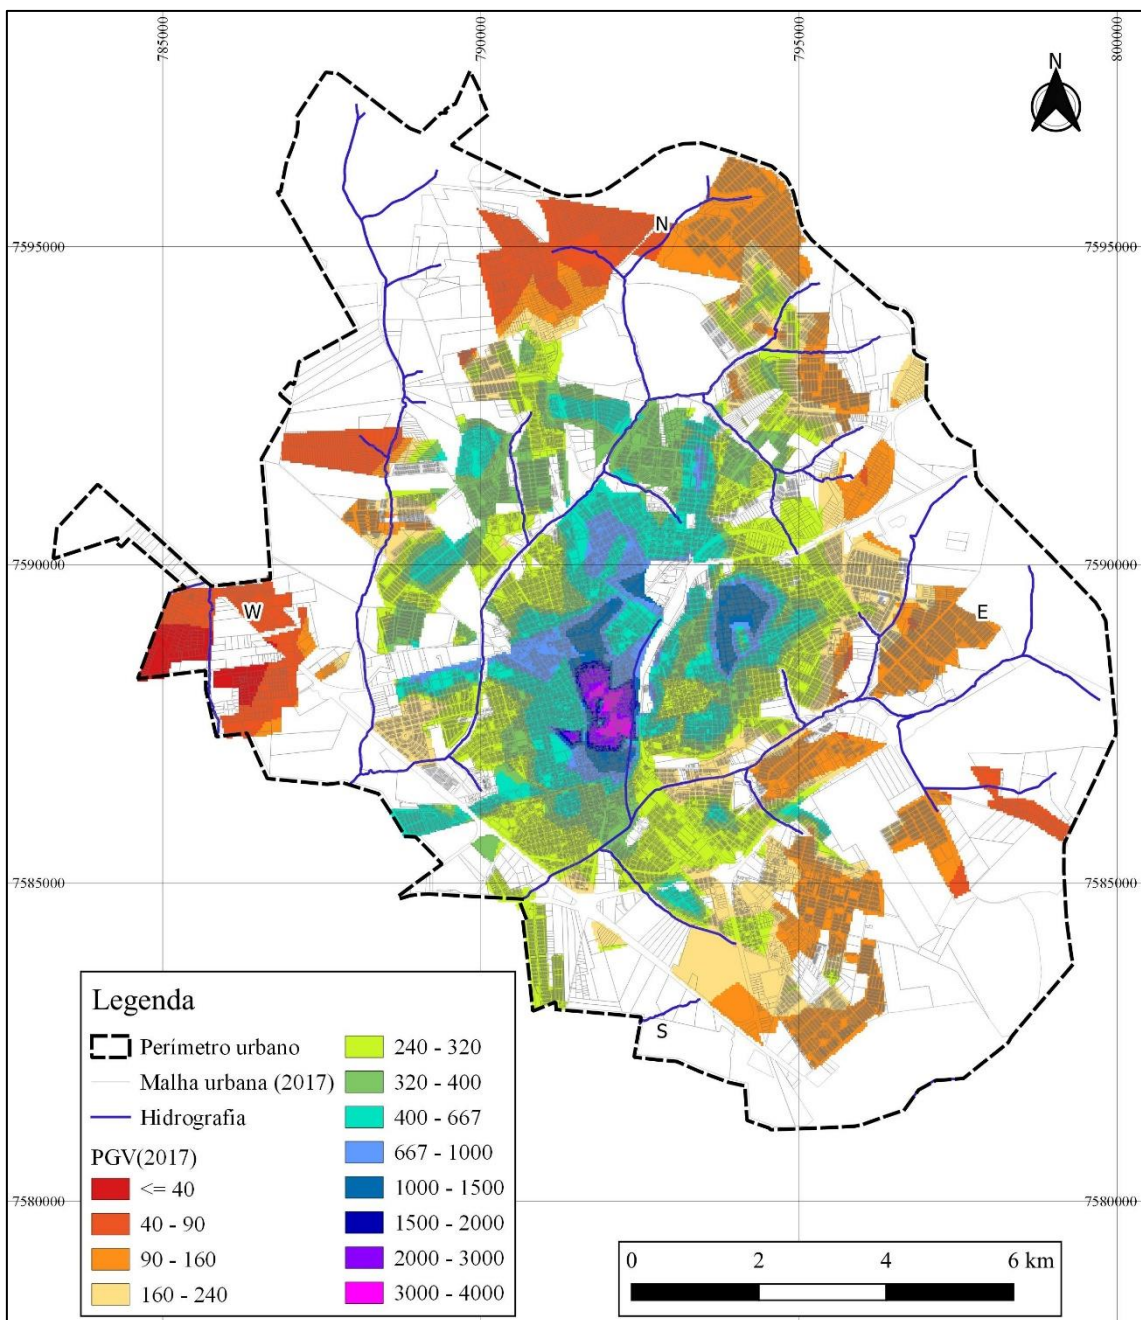 785000
790000
795000
800000
N
7595000
7595000
N
7590000
7590000
W
E
7585000
7585000
S
Legenda
Perímetro urbano
Malha urbana (2017)
Hidrografia
PGV(2017)
<= 40
40 - 90
90 - 160
160 - 240
240 - 320
320 - 400
400 - 667
667 - 1000
1000 - 1500
1500 - 2000
2000 - 3000
3000 - 4000
7580000
7580000
0 2 4 6 km